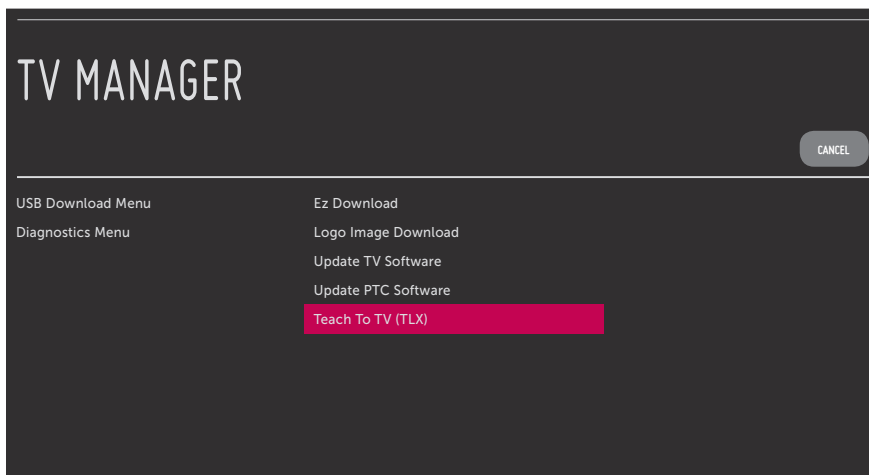 TV MANAGER
CANCEL
USB Download Menu
Diagnostics Menu
Ez Download
Logo Image Download
Update TV Software
Update PTC Software
Teach To TV (TLX)